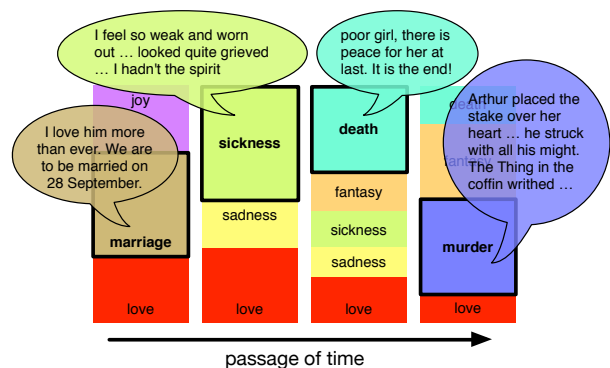 I feel so weak and worn
out … looked quite grieved
… I hadn't the spirit
poor girl, there is
peace for her at
last. It is the end!
Arthur placed the
stake over her
heart … he struck
with all his might.
The Thing in the
coffin writhed …
I love him more
than ever. We are
to be married on
28 September.
joy
marriage
love
sickness
sadness
love
death
fantasy
sickness
sadness
love
death
fantasy
murder
love
passage of time